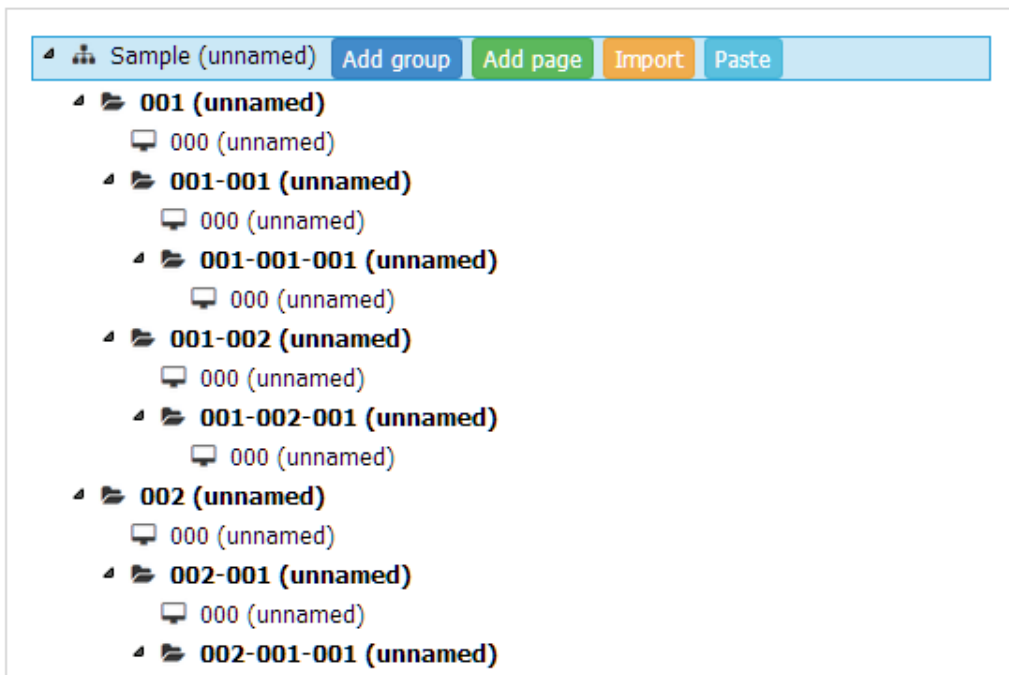 Sample (unnamed) Add group Add page Import Paste
001 (unnamed)
000 (unnamed)
001-001 (unnamed)
000 (unnamed)
001-001-001 (unnamed)
000 (unnamed)
001-002 (unnamed)
000 (unnamed)
001-002-001 (unnamed)
000 (unnamed)
002 (unnamed)
000 (unnamed)
002-001 (unnamed)
000 (unnamed)
002-001-001 (unnamed)